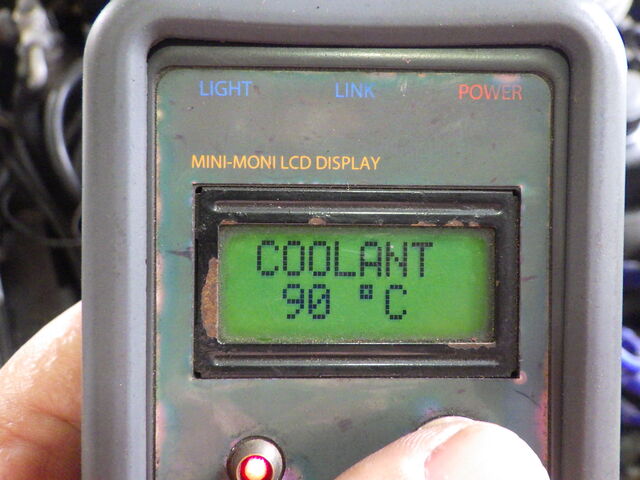 LIGHT LINK POWER
MINI-MONI LCD DISPLAY
COOLANT
90 °C